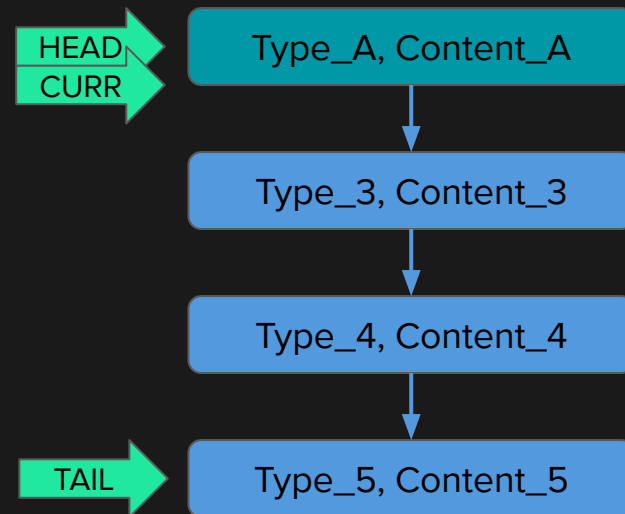 HEAD
CURR
Type_A, Content_A
Type_3, Content_3
Type_4, Content_4
TAIL
Type_5, Content_5